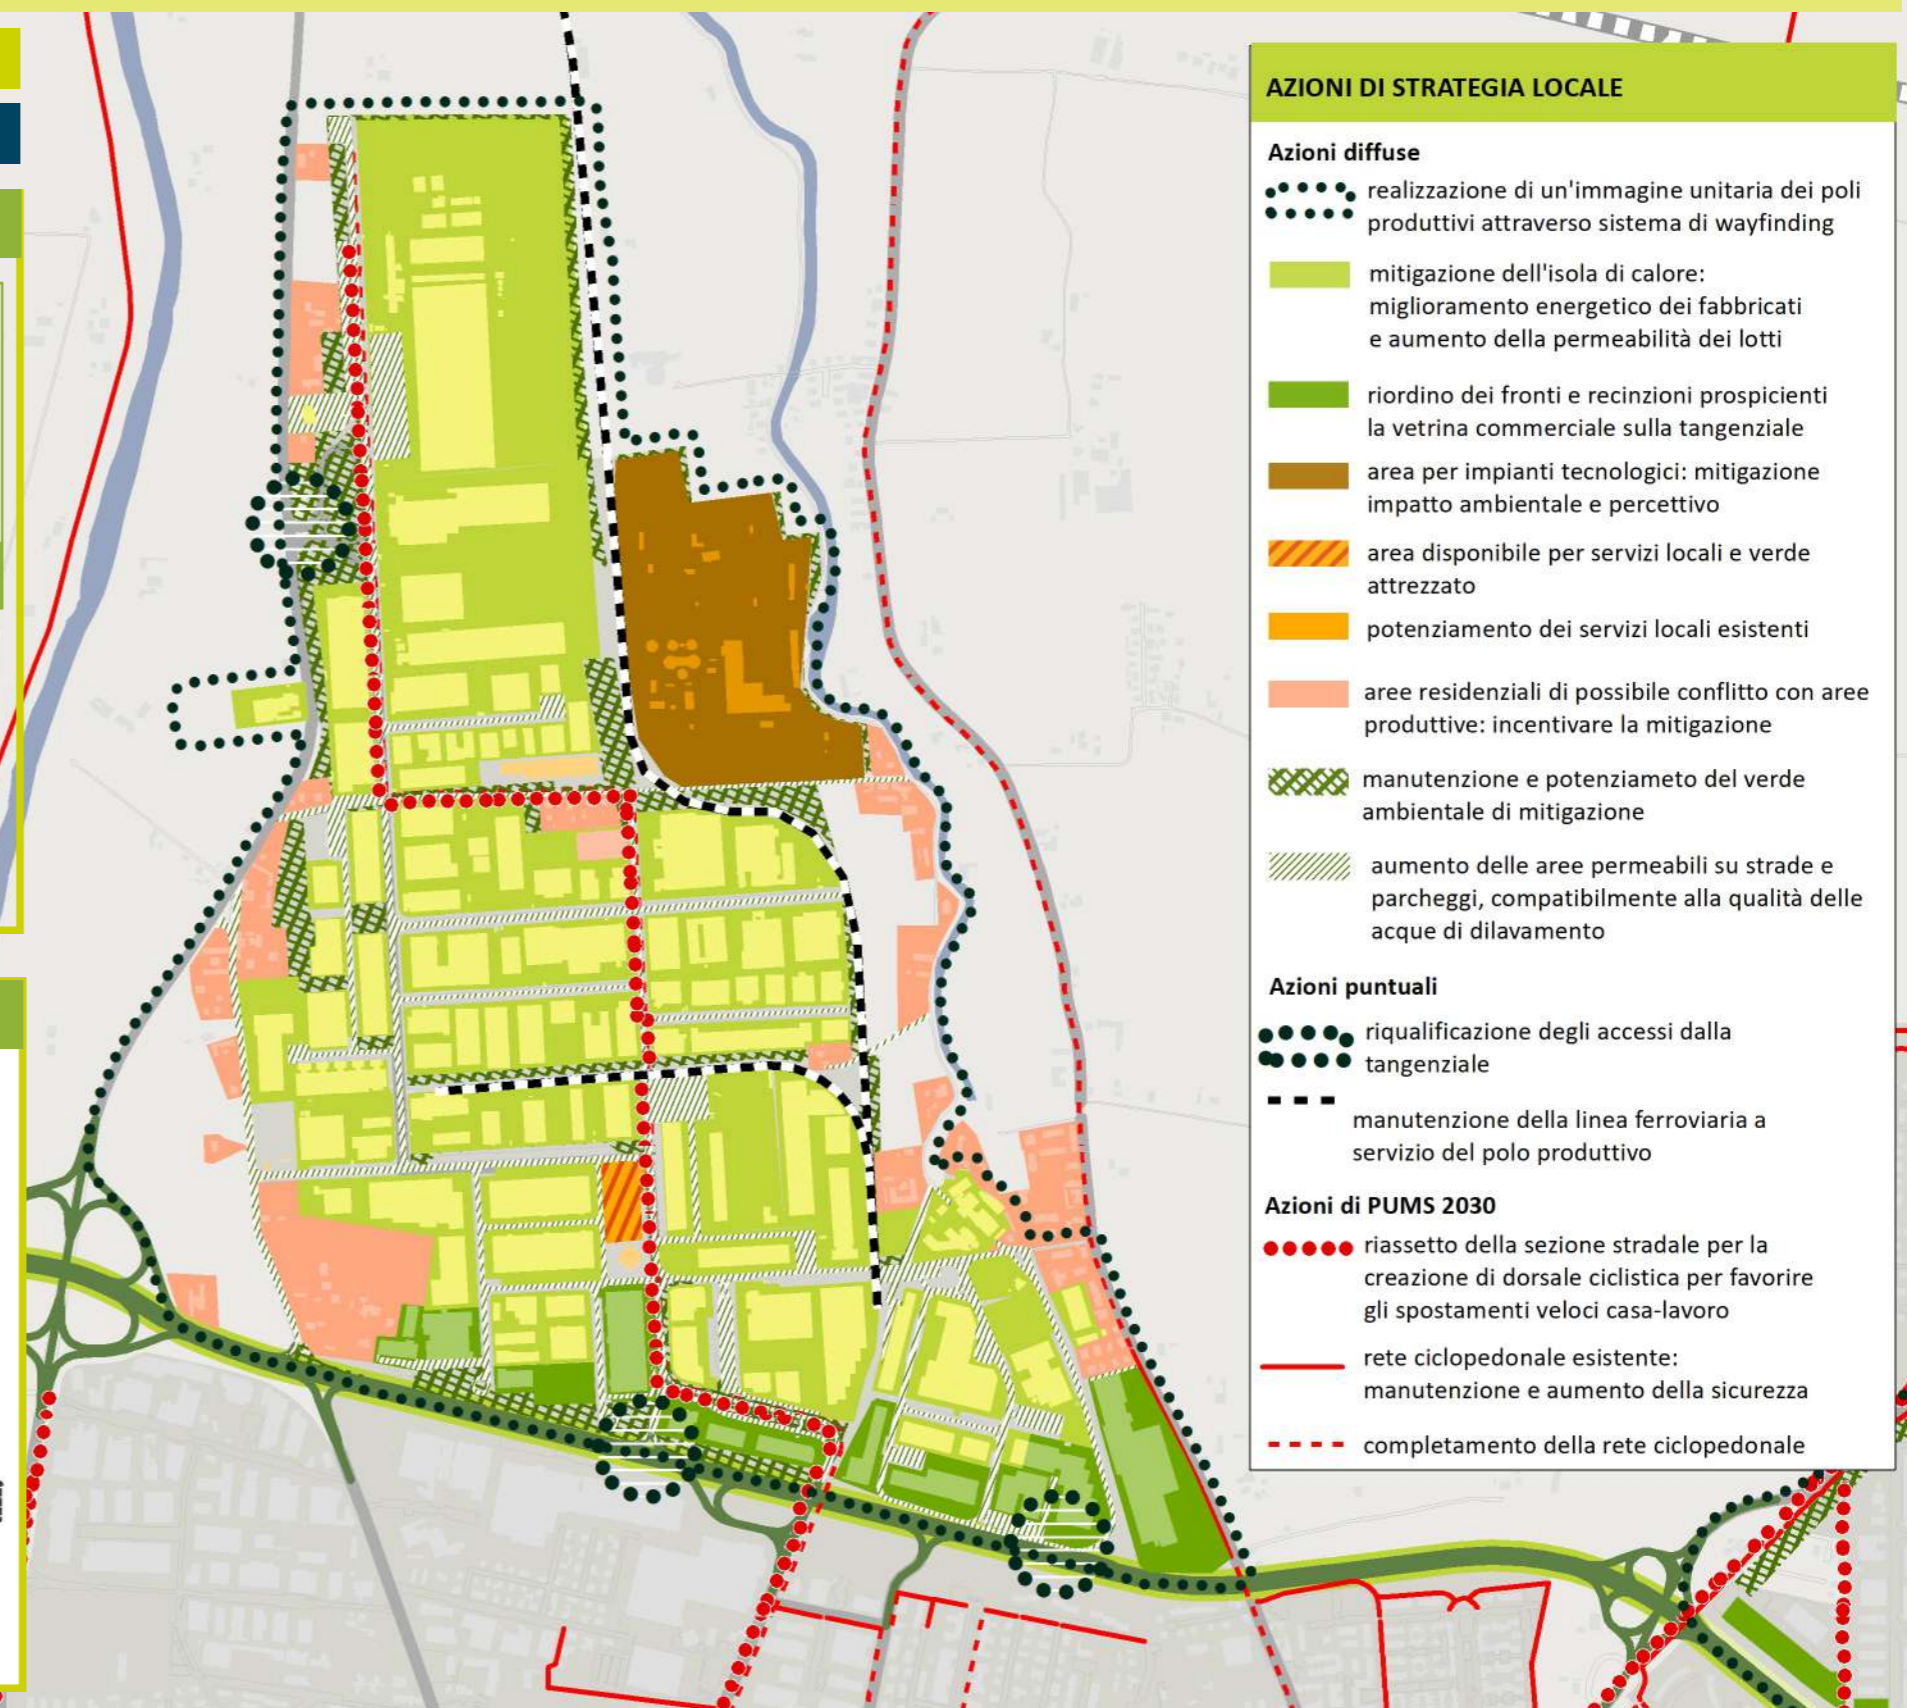 AZIONI DI STRATEGIA LOCALE
Azioni diffuse
realizzazione di un'immagine unitaria dei poli
produttivi attraverso sistema di wayfinding
mitigazione dell'isola di calore:
miglioramento energetico dei fabbricati
e aumento della permeabilità dei lotti
riordino dei fronti e recinzioni prospicienti
la vetrina commerciale sulla tangenziale
area per impianti tecnologici: mitigazione
impatto ambientale e percettivo
area disponibile per servizi locali e verde
attrezzato
potenziamento dei servizi locali esistenti
aree residenziali di possibile conflitto con aree
produttive: incentivare la mitigazione
manutenzione e potenziameto del verde
ambientale di mitigazione
aumento delle aree permeabili su strade e
parcheggi, compatibilmente alla qualità delle
acque di dilavamento
Azioni puntuali
riqualificazione degli accessi dalla
tangenziale
manutenzione della linea ferroviaria a
servizio del polo produttivo
Azioni di PUMS 2030
riassetto della sezione stradale per la
creazione di dorsale ciclistica per favorire
gli spostamenti veloci casa-lavoro
rete ciclopedonale esistente:
manutenzione e aumento della sicurezza
completamento della rete ciclopedonale